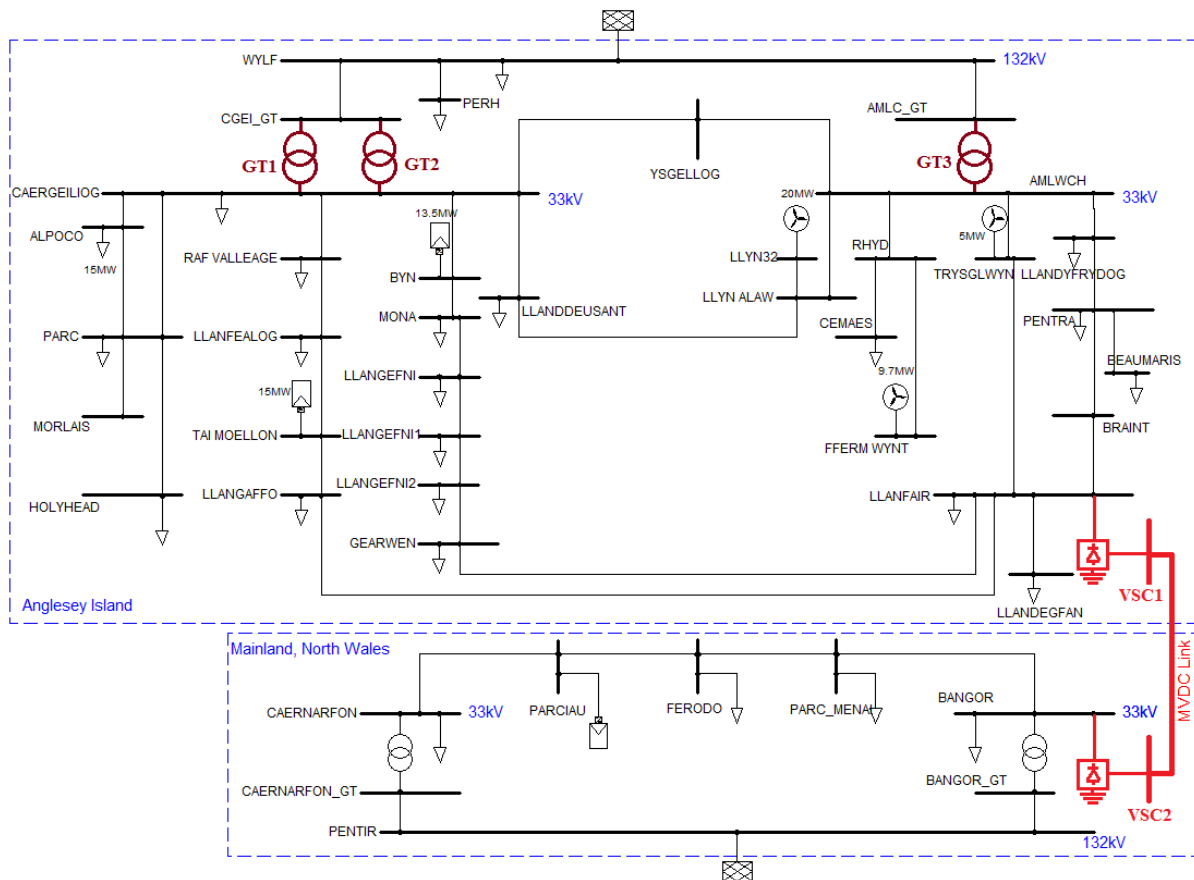 WYLF
132kV
PERH
CGEI_GT
AMLC_GT
GT1
GT2
GT3
YSGELLOG
CAERGEILIOG
33kV
AMLWCH
33kV
20MW
13.5MW
5MW
ALPOCO
15MW
RAF VALLEAGE
BYN
LLYN32
RHYD
TRYSGLWYN
LLANDYFRYDOG
LLANDDEUSANT
LLYN ALAW
MONA
CEMAES
PENTRA
PARC
LLANFEALOG
BEAUMARIS
LLANGEFNI
9.7MW
15MW
MORLAIS
TAI MOELLON
LLANGEFNI1
FFERM WYNT
BRAINT
HOLYHEAD
LLANGAFFO
LLANGEFNI2
LLANFAIR
GEARWEN
VSC1
LLANDEGFAN
Anglesey Island
Mainland, North Wales
MVDC Link
CAERNARFON
33kV
PARCIAU
FERODO
PARC_MENAI
BANGOR
33kV
CAERNARFON_GT
BANGOR_GT
VSC2
PENTIR
132kV